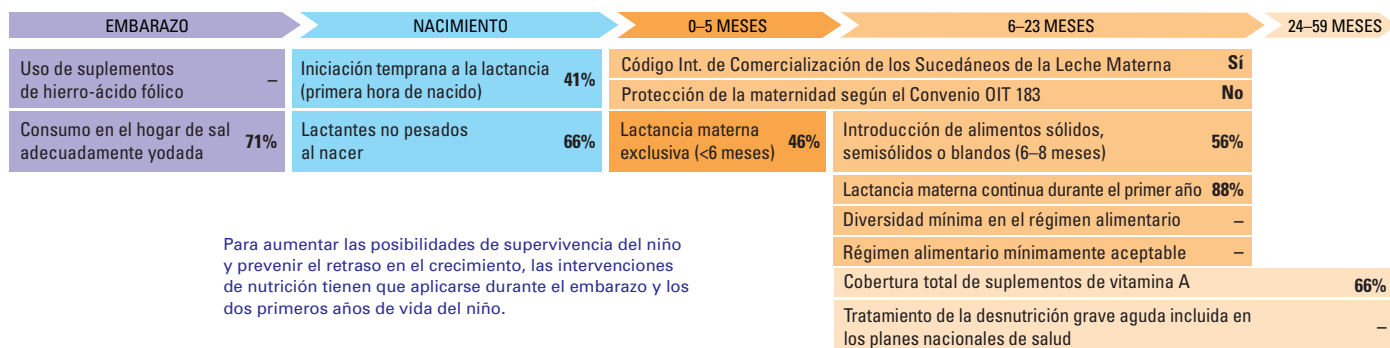 EMBARAZO
NACIMIENTO
0–5 MESES
6–23 MESES
24–59 MESES
Uso de suplementos
de hierro-ácido fólico –
Consumo en el hogar de sal
adecuadamente yodada 71%
Iniciación temprana a la lactancia
(primera hora de nacido) 41%
Lactantes no pesados
al nacer 66%
Código Int. de Comercialización de los Sucedáneos de la Leche Materna Sí
Protección de la maternidad según el Convenio OIT 183 No
Lactancia materna
exclusiva (<6 meses) 46%
Introducción de alimentos sólidos,
semisólidos o blandos (6–8 meses) 56%
Lactancia materna continua durante el primer año 88%
Diversidad mínima en el régimen alimentario –
Régimen alimentario mínimamente aceptable –
Cobertura total de suplementos de vitamina A 66%
Tratamiento de la desnutrición grave aguda incluida en
los planes nacionales de salud –
Para aumentar las posibilidades de supervivencia del niño
y prevenir el retraso en el crecimiento, las intervenciones
de nutrición tienen que aplicarse durante el embarazo y los
dos primeros años de vida del niño.